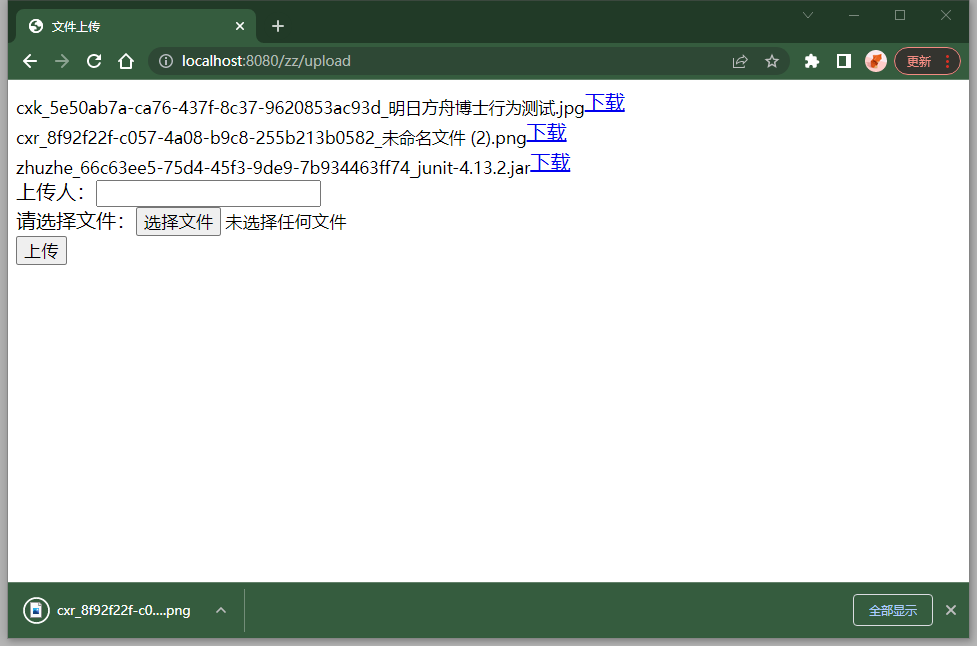 文件上传
localhost:8080/zz/upload
更新
cxk_5e50ab7a-ca76-437f-8c37-9620853ac93d_明日方舟博士行为测试.jpg下载
cxr_8f92f22f-c057-4a08-b9c8-255b213b0582_未命名文件 (2).png下载
zhuzhe_66c63ee5-75d4-45f3-9de9-7b934463ff74_junit-4.13.2.jar下载
上传人：
请选择文件： 选择文件 未选择任何文件
上传
cxr_8f92f22f-c0....png
全部显示